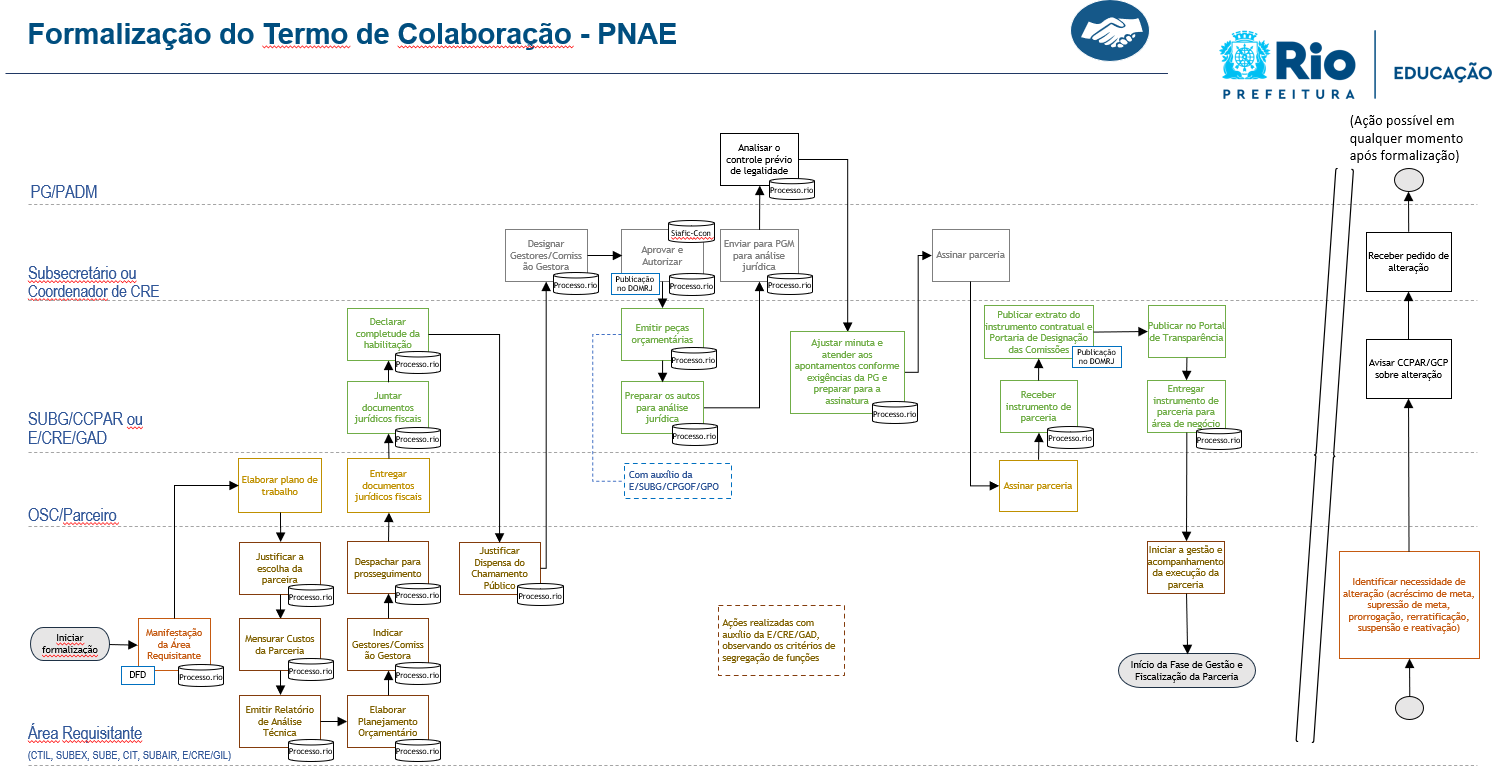 Formalização do Termo de Colaboração - PNAE
Rio
PREFEITURA
EDUCAÇÃO
(Ação possível em
qualquer momento
após formalização)
PG/PADM
Analisar o
controle prévio
de legalidade
Processo.rio
Subsecretário ou
Coordenador de CRE
Designar
Gestores/Comiss
ão Gestora
Processo.rio
Siafic-Ccon
Aprovar e
Autorizar
Publicação
no DOMRJ
Processo.rio
Enviar para PGM
para análise
jurídica
Processo.rio
Assinar parceria
Receber pedido de
alteração
SUBG/CCPAR ou
E/CRE/GAD
Declarar
completude da
habilitação
Processo.rio
Juntar
documentos
jurídicos fiscais
Processo.rio
Emitir peças
orçamentárias
Processo.rio
Preparar os autos
para análise
jurídica
Processo.rio
Ajustar minuta e
atender aos
apontamentos conforme
exigências da PG e
preparar para a
assinatura
Processo.rio
Publicar extrato do
instrumento contratual e
Portaria de Designação
das Comissões
Publicação
no DOMRJ
Receber
instrumento de
parceria
Processo.rio
Publicar no Portal
de Transparência
Entregar
instrumento de
parceria para
área de negócio
Processo.rio
Avisar CCPAR/GCP
sobre alteração
OSC/Parceiro
Elaborar plano de
trabalho
Entregar
documentos
jurídicos fiscais
Com auxílio da
E/SUBG/CPGOF/GPO
Assinar parceria
Área Requisitante
(CTIL, SUBEX, SUBE, CIT, SUBAIR, E/CRE/GIL)
Iniciar
formalização
Manifestação
da Área
Requisitante
DFD
Processo.rio
Justificar a
escolha da
parceira
Processo.rio
Mensurar Custos
da Parceria
Processo.rio
Emitir Relatório
de Análise
Técnica
Processo.rio
Despachar para
prosseguimento
Processo.rio
Indicar
Gestores/Comiss
ão Gestora
Processo.rio
Elaborar
Planejamento
Orçamentário
Processo.rio
Justificar
Dispensa do
Chamamento
Público
Processo.rio
Ações realizadas com
auxílio da E/CRE/GAD,
observando os critérios de
segregação de funções
Iniciar a gestão e
acompanhamento
da execução da
parceria
Início da Fase de Gestão e
Fiscalização da Parceria
Identificar necessidade de
alteração (acréscimo de meta,
supressão de meta,
prorrogação, rerratificação,
suspensão e reativação)